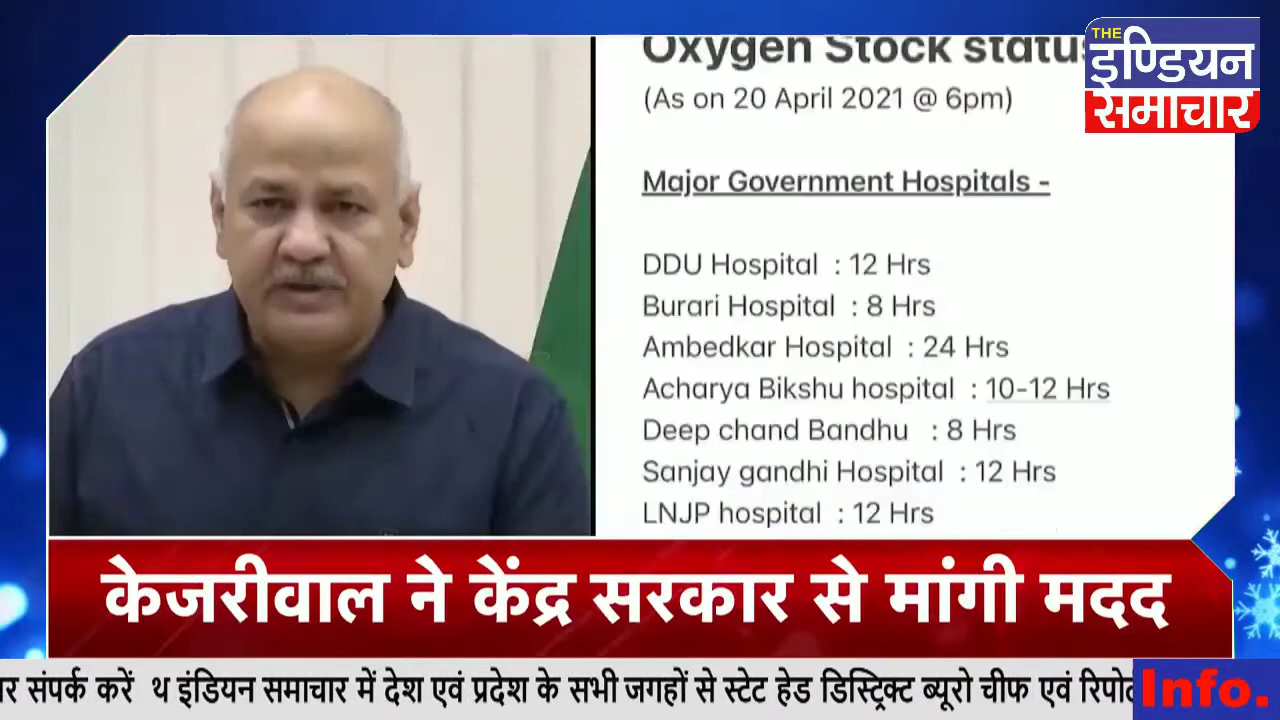 Oxygen Stock status
(As on 20 April 2021 @ 6pm)
THE
इण्डियन
समाचार
Major Government Hospitals -
DDU Hospital : 12 Hrs
Burari Hospital : 8 Hrs
Ambedkar Hospital : 24 Hrs
Acharya Bikshu hospital : 10-12 Hrs
Deep chand Bandhu : 8 Hrs
Sanjay gandhi Hospital : 12 Hrs
LNJP hospital : 12 Hrs
केजरीवाल ने केंद्र सरकार से मांगी मदद
र संपर्क करें थ इंडियन समाचार में देश एवं प्रदेश के सभी जगहों से स्टेट हेड डिस्ट्रिक्ट ब्यूरो चीफ एवं
Info.